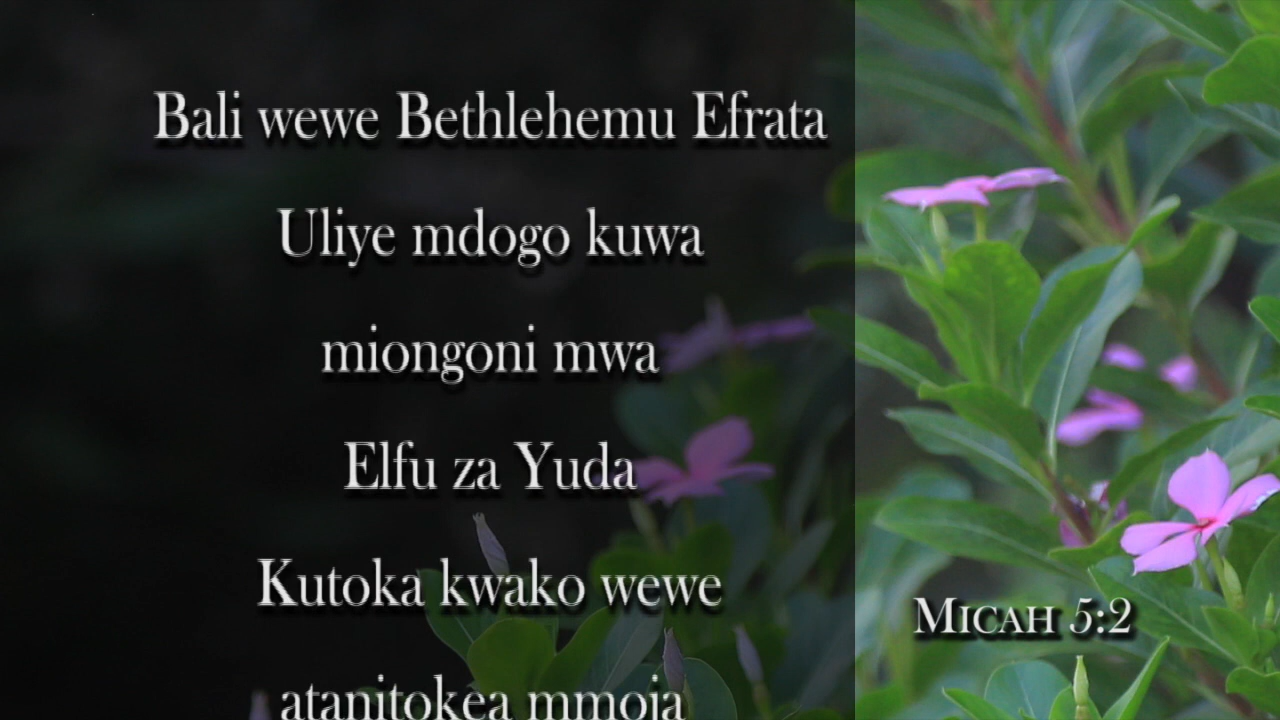 Bali wewe Bethlehemu Efrata
Uliye mdogo kuwa
miongoni mwa
Elfu za Yuda
Kutoka kwako wewe
atanitokea mmoja
MICAH 5:2